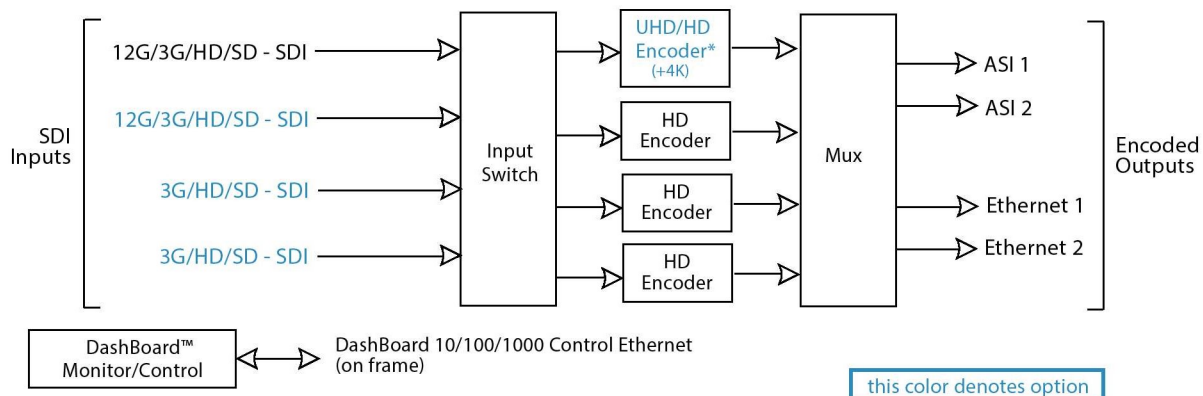 12G/3G/HD/SD - SDI
12G/3G/HD/SD - SDI
3G/HD/SD - SDI
3G/HD/SD - SDI
SDI
Inputs
Input
Switch
UHD/HD
Encoder*
(+4K)
HD
Encoder
HD
Encoder
HD
Encoder
Mux
ASI 1
ASI 2
Ethernet 1
Ethernet 2
Encoded
Outputs
DashBoard™
Monitor/Control
DashBoard 10/100/1000 Control Ethernet
(on frame)
this color denotes option